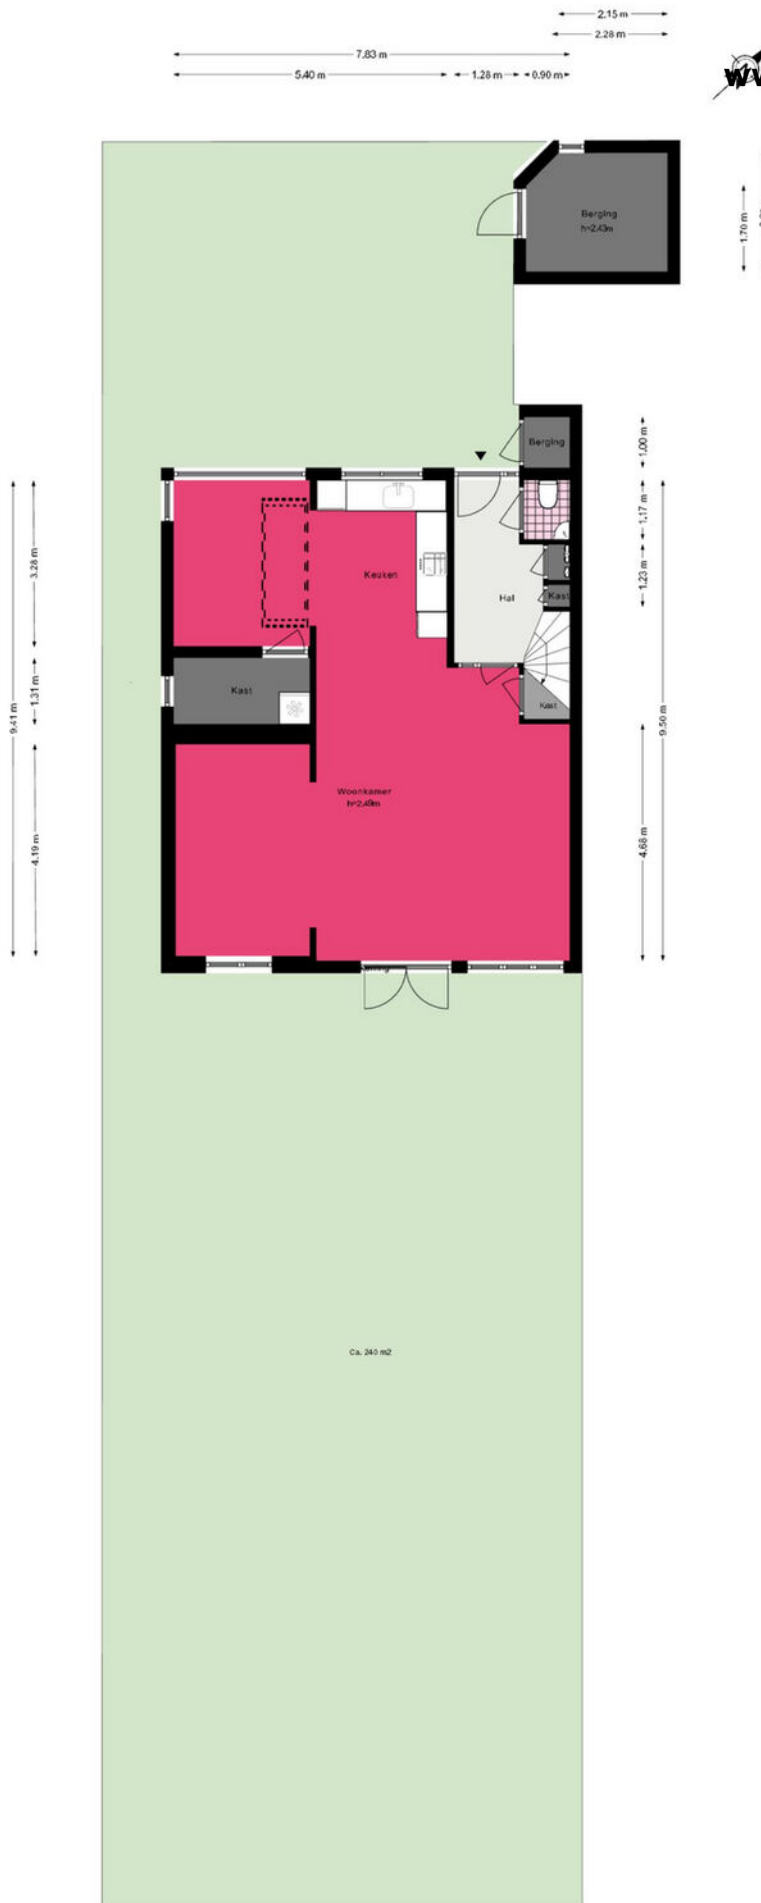 2.15 m
2.28 m
7.83 m
5.40 m
1.28 m
0.90 m
Berging
h=2.43m
1.70 m
Berging
1.00 m
1.17 m
1.23 m
3.28 m
Keuken
Hal
Kast
Kast
Kast
1.31 m
9.41 m
9.50 m
Woonkamer
h=2.49m
4.19 m
4.68 m
Ca. 240 m2